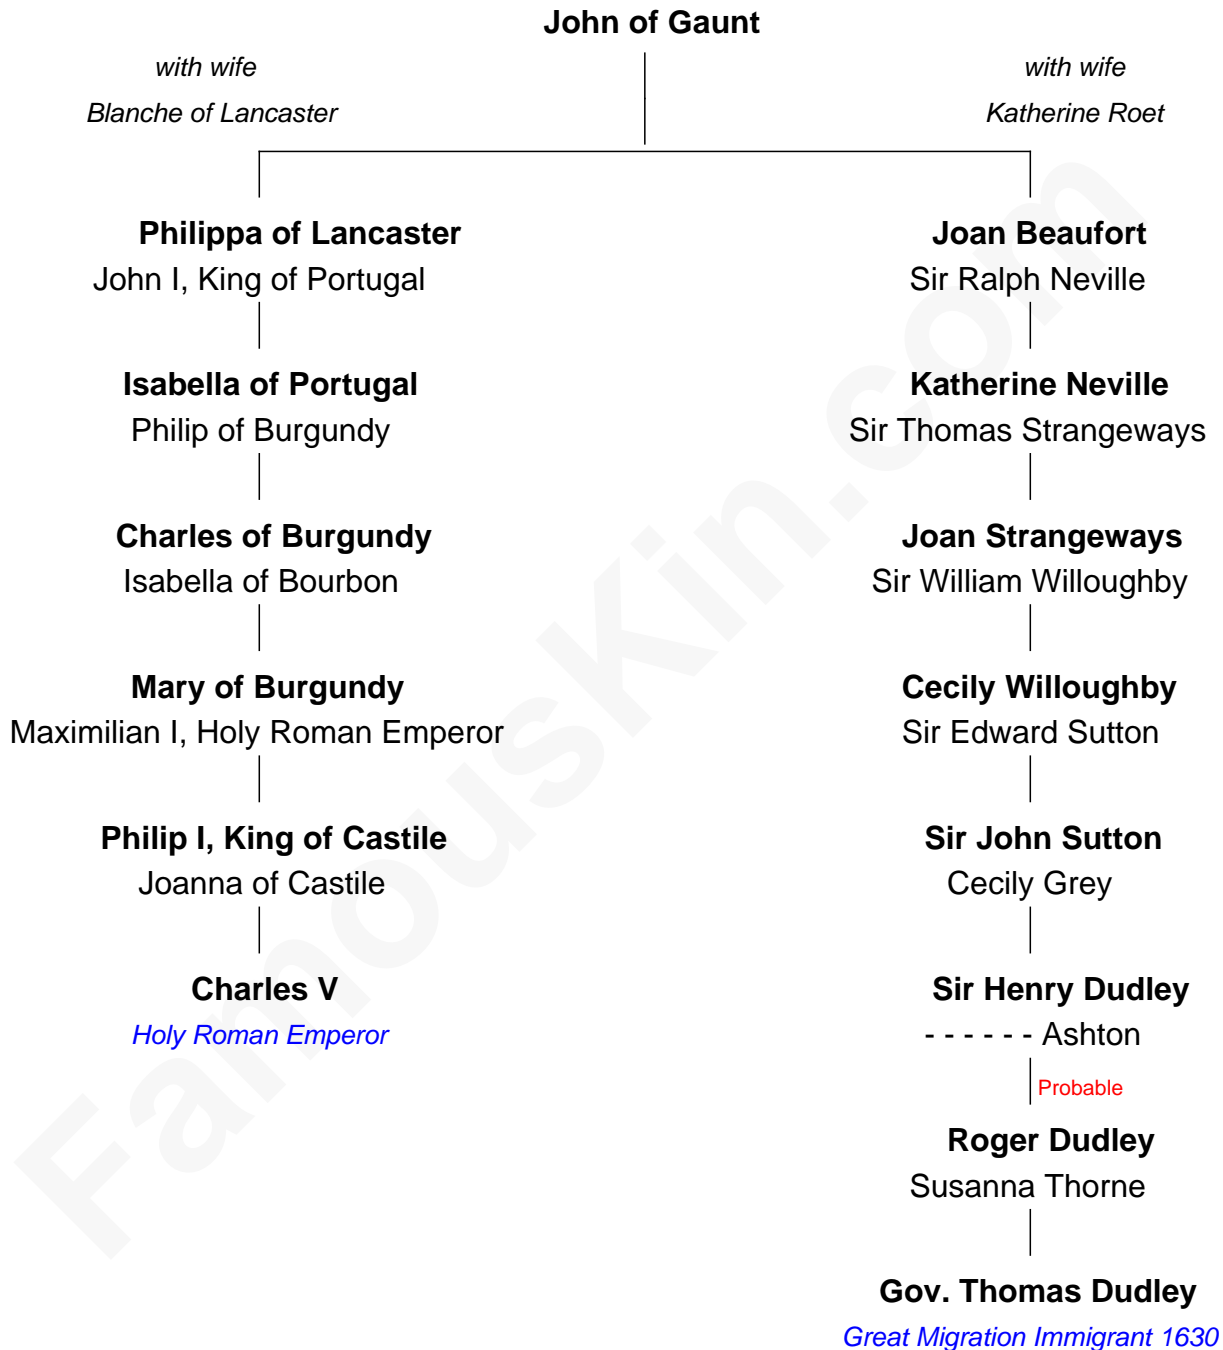 John of Gaunt
with wife
Blanche of Lancaster
with wife
Katherine Roet
Philippa of Lancaster
John I, King of Portugal
Isabella of Portugal
Philip of Burgundy
Charles of Burgundy
Isabella of Bourbon
Mary of Burgundy
Maximilian I, Holy Roman Emperor
Philip I, King of Castile
Joanna of Castile
Charles V
Holy Roman Emperor
Joan Beaufort
Sir Ralph Neville
Katherine Neville
Sir Thomas Strangeways
Joan Strangeways
Sir William Willoughby
Cecily Willoughby
Sir Edward Sutton
Sir John Sutton
Cecily Grey
Sir Henry Dudley
- - - - - - Ashton
Probable
Roger Dudley
Susanna Thorne
Gov. Thomas Dudley
Great Migration Immigrant 1630
FamousKin.com